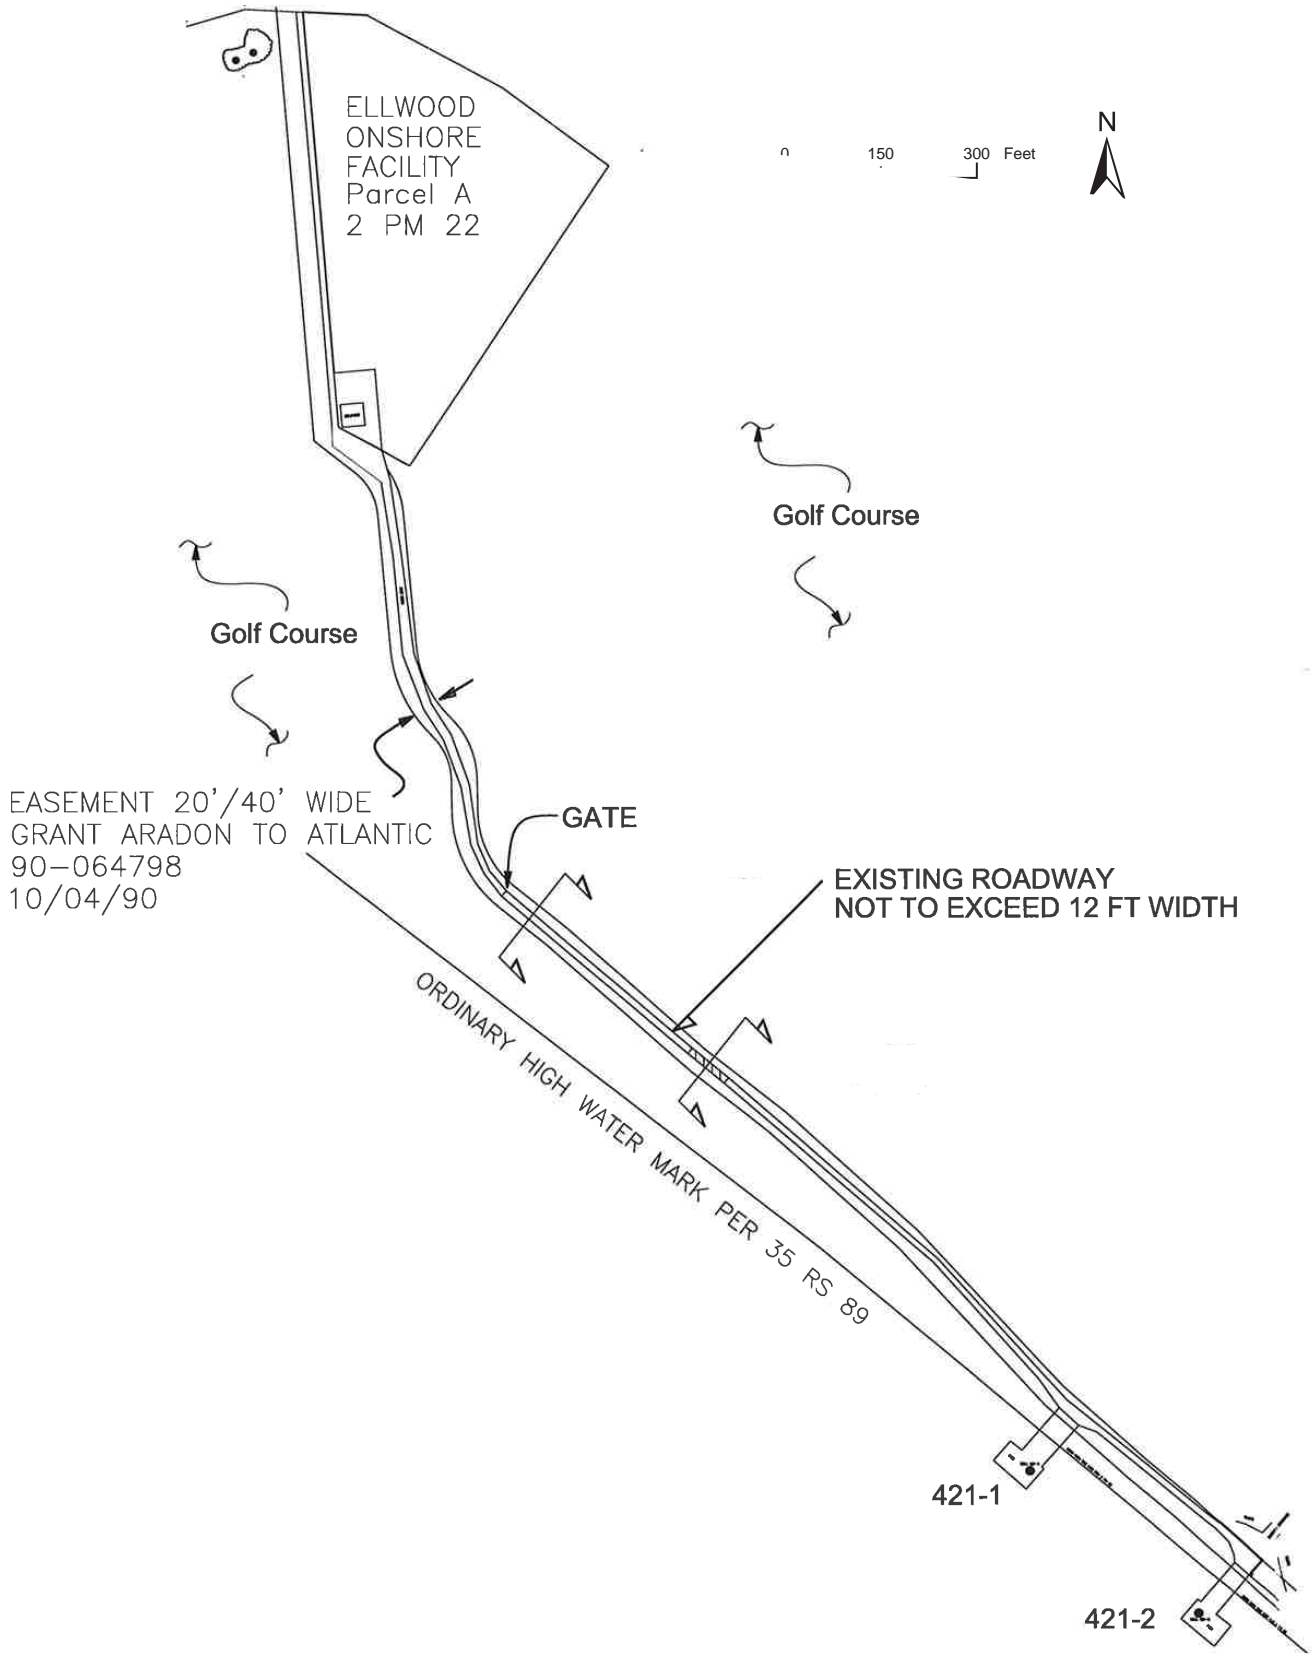 ELLWOOD
ONSHORE
FACILITY
Parcel A
2 PM 22
0 150 300 Feet
N
Golf Course
Golf Course
EASEMENT 20'/40' WIDE
GRANT ARADON TO ATLANTIC
90-064798
10/04/90
GATE
EXISTING ROADWAY
NOT TO EXCEED 12 FT WIDTH
ORDINARY HIGH WATER MARK PER 35 RS 89
421-1
421-2